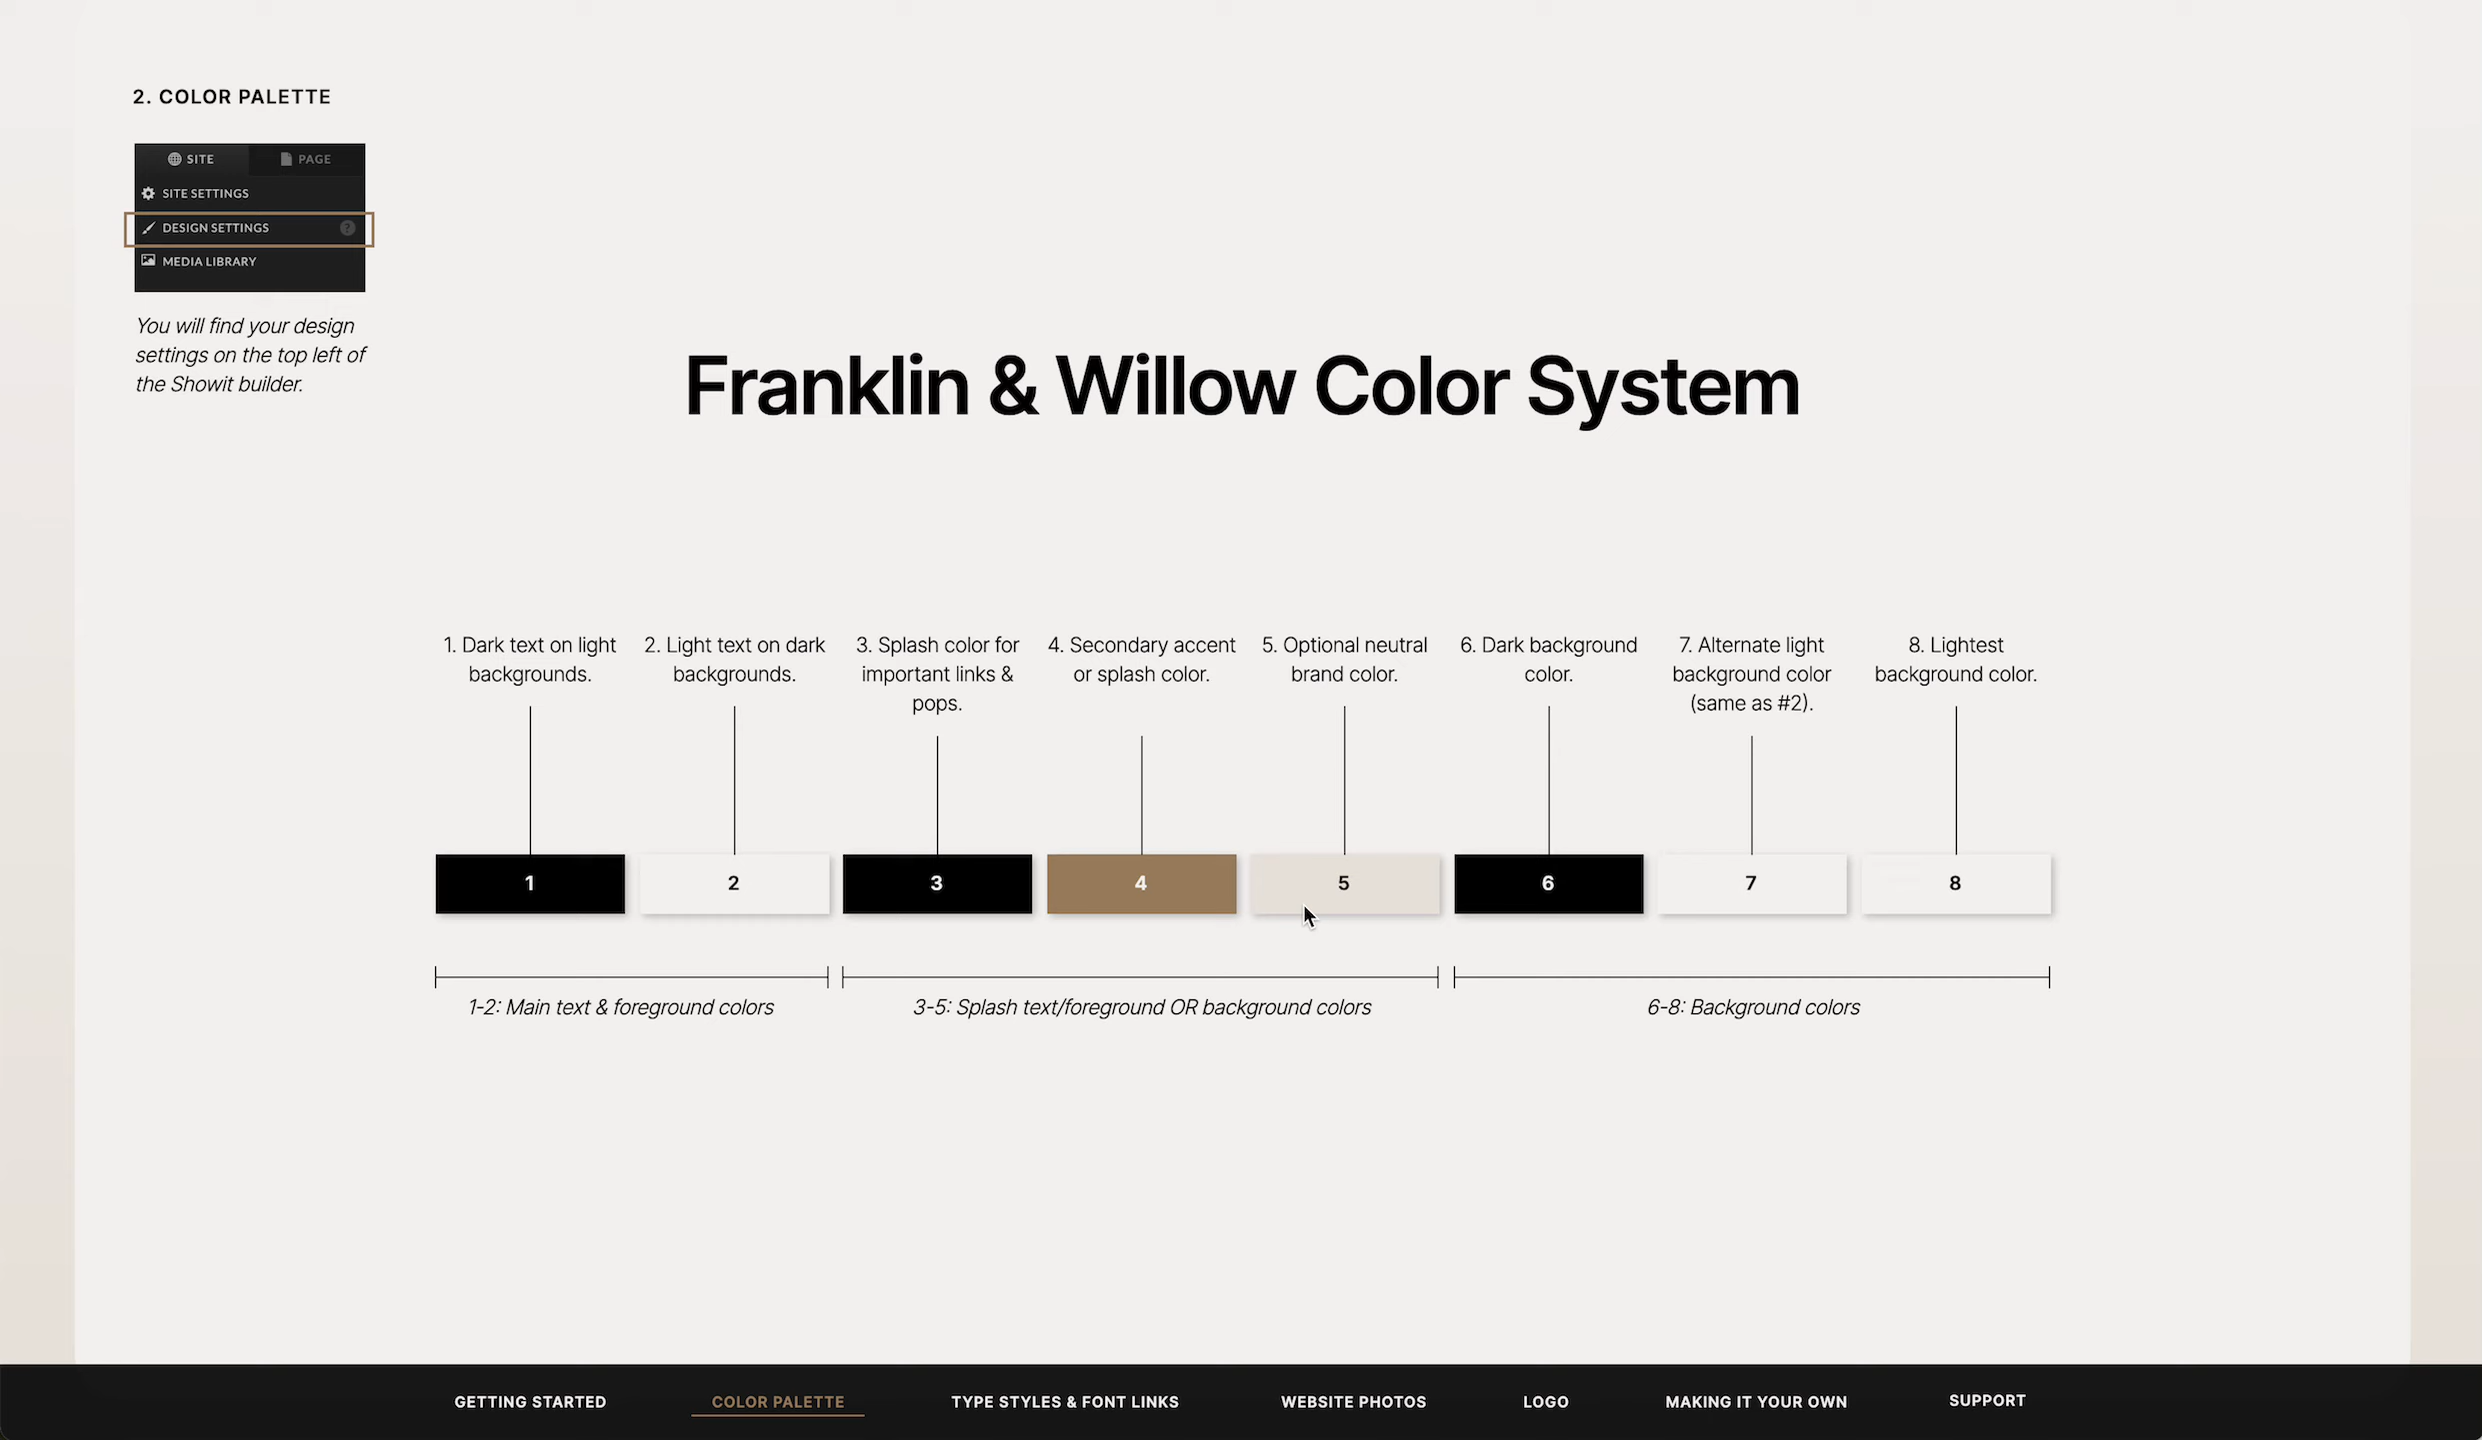 2. COLOR PALETTE
SITE
PAGE
SITE SETTINGS
DESIGN SETTINGS
?
MEDIA LIBRARY
You will find your design
settings on the top left of
the Showit builder.
Franklin & Willow Color System
1. Dark text on light
backgrounds.
2. Light text on dark
backgrounds.
3. Splash color for
important links &
pops.
4. Secondary accent
or splash color.
5. Optional neutral
brand color.
6. Dark background
color.
7. Alternate light
background color
(same as #2).
8. Lightest
background color.
1
2
3
4
5
6
7
8
1-2: Main text & foreground colors
3-5: Splash text/foreground OR background colors
6-8: Background colors
GETTING STARTED
COLOR PALETTE
TYPE STYLES & FONT LINKS
WEBSITE PHOTOS
LOGO
MAKING IT YOUR OWN
SUPPORT